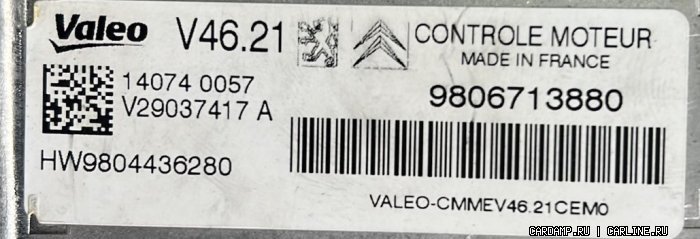 Valeo V46.21 CONTROLE MOTEUR
MADE IN FRANCE
14074 0057
V29037417 A
9806713880
HW9804436280
VALEO-CMMEV46.21CEM0
CARDAMP.RU | CARLINE.RU